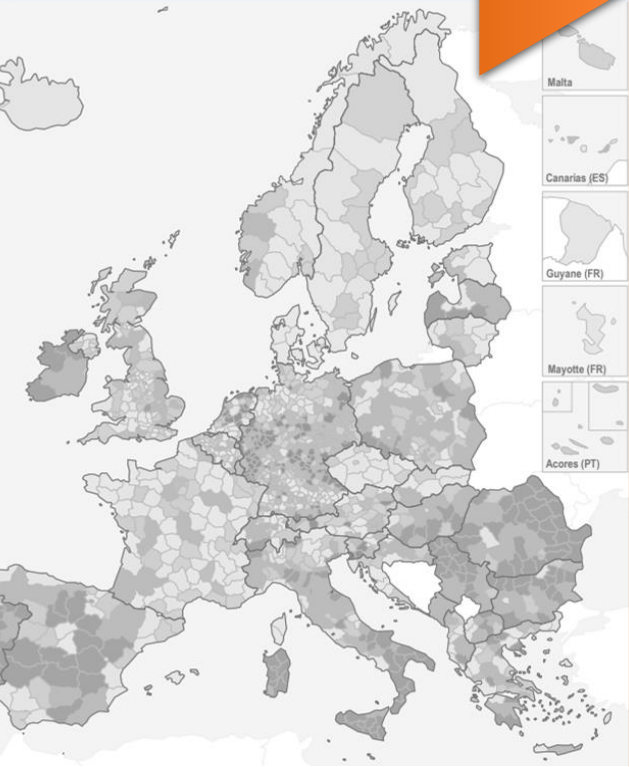 Malta
Canarias (ES)
Guyane (FR)
Mayotte (FR)
Acores (PT)